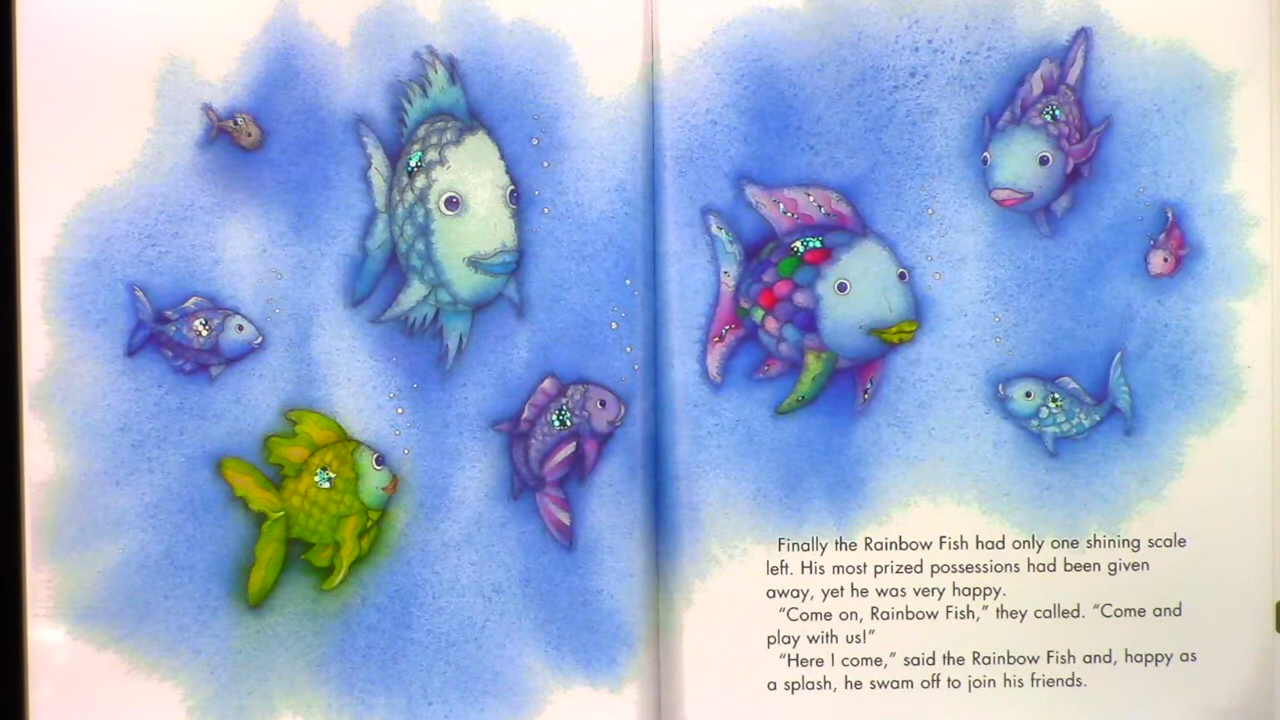 Finally the Rainbow Fish had only one shining scale
left. His most prized possessions had been given
away, yet he was very happy.
“Come on, Rainbow Fish,” they called. “Come and
play with us!”
“Here I come,” said the Rainbow Fish and, happy as
a splash, he swam off to join his friends.